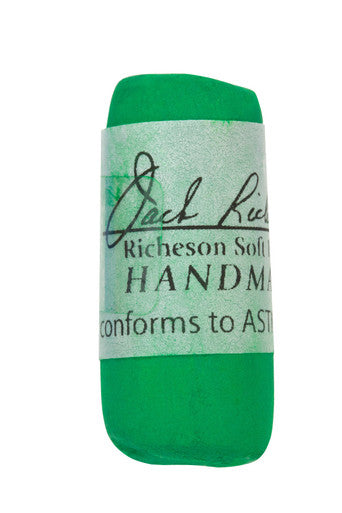 Jack Rich
Richeson Soft
HANDMA
conforms to AST